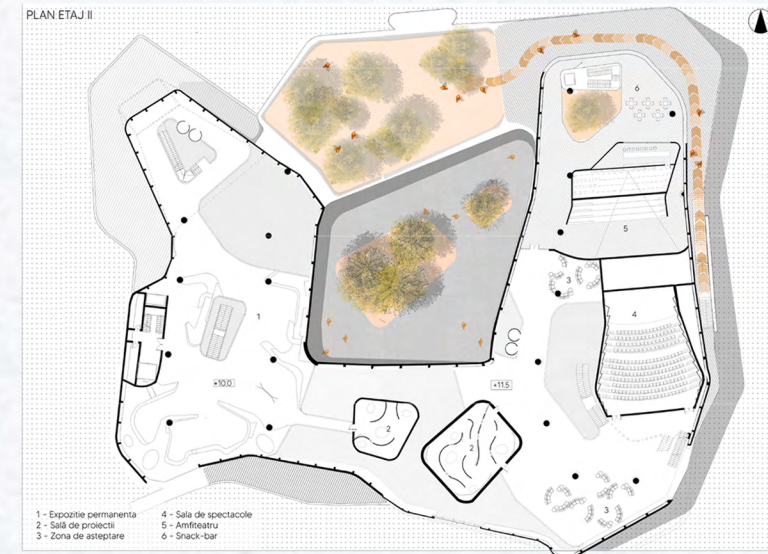 PLAN ETAJ II
6
5
3
4
1
+10.0
+11.5
2
2
3
1 - Expozitie permanenta
2 - Sală de proiectii
3 - Zona de asteptare
4 - Sala de spectacole
5 - Amfiteatru
6 - Snack-bar